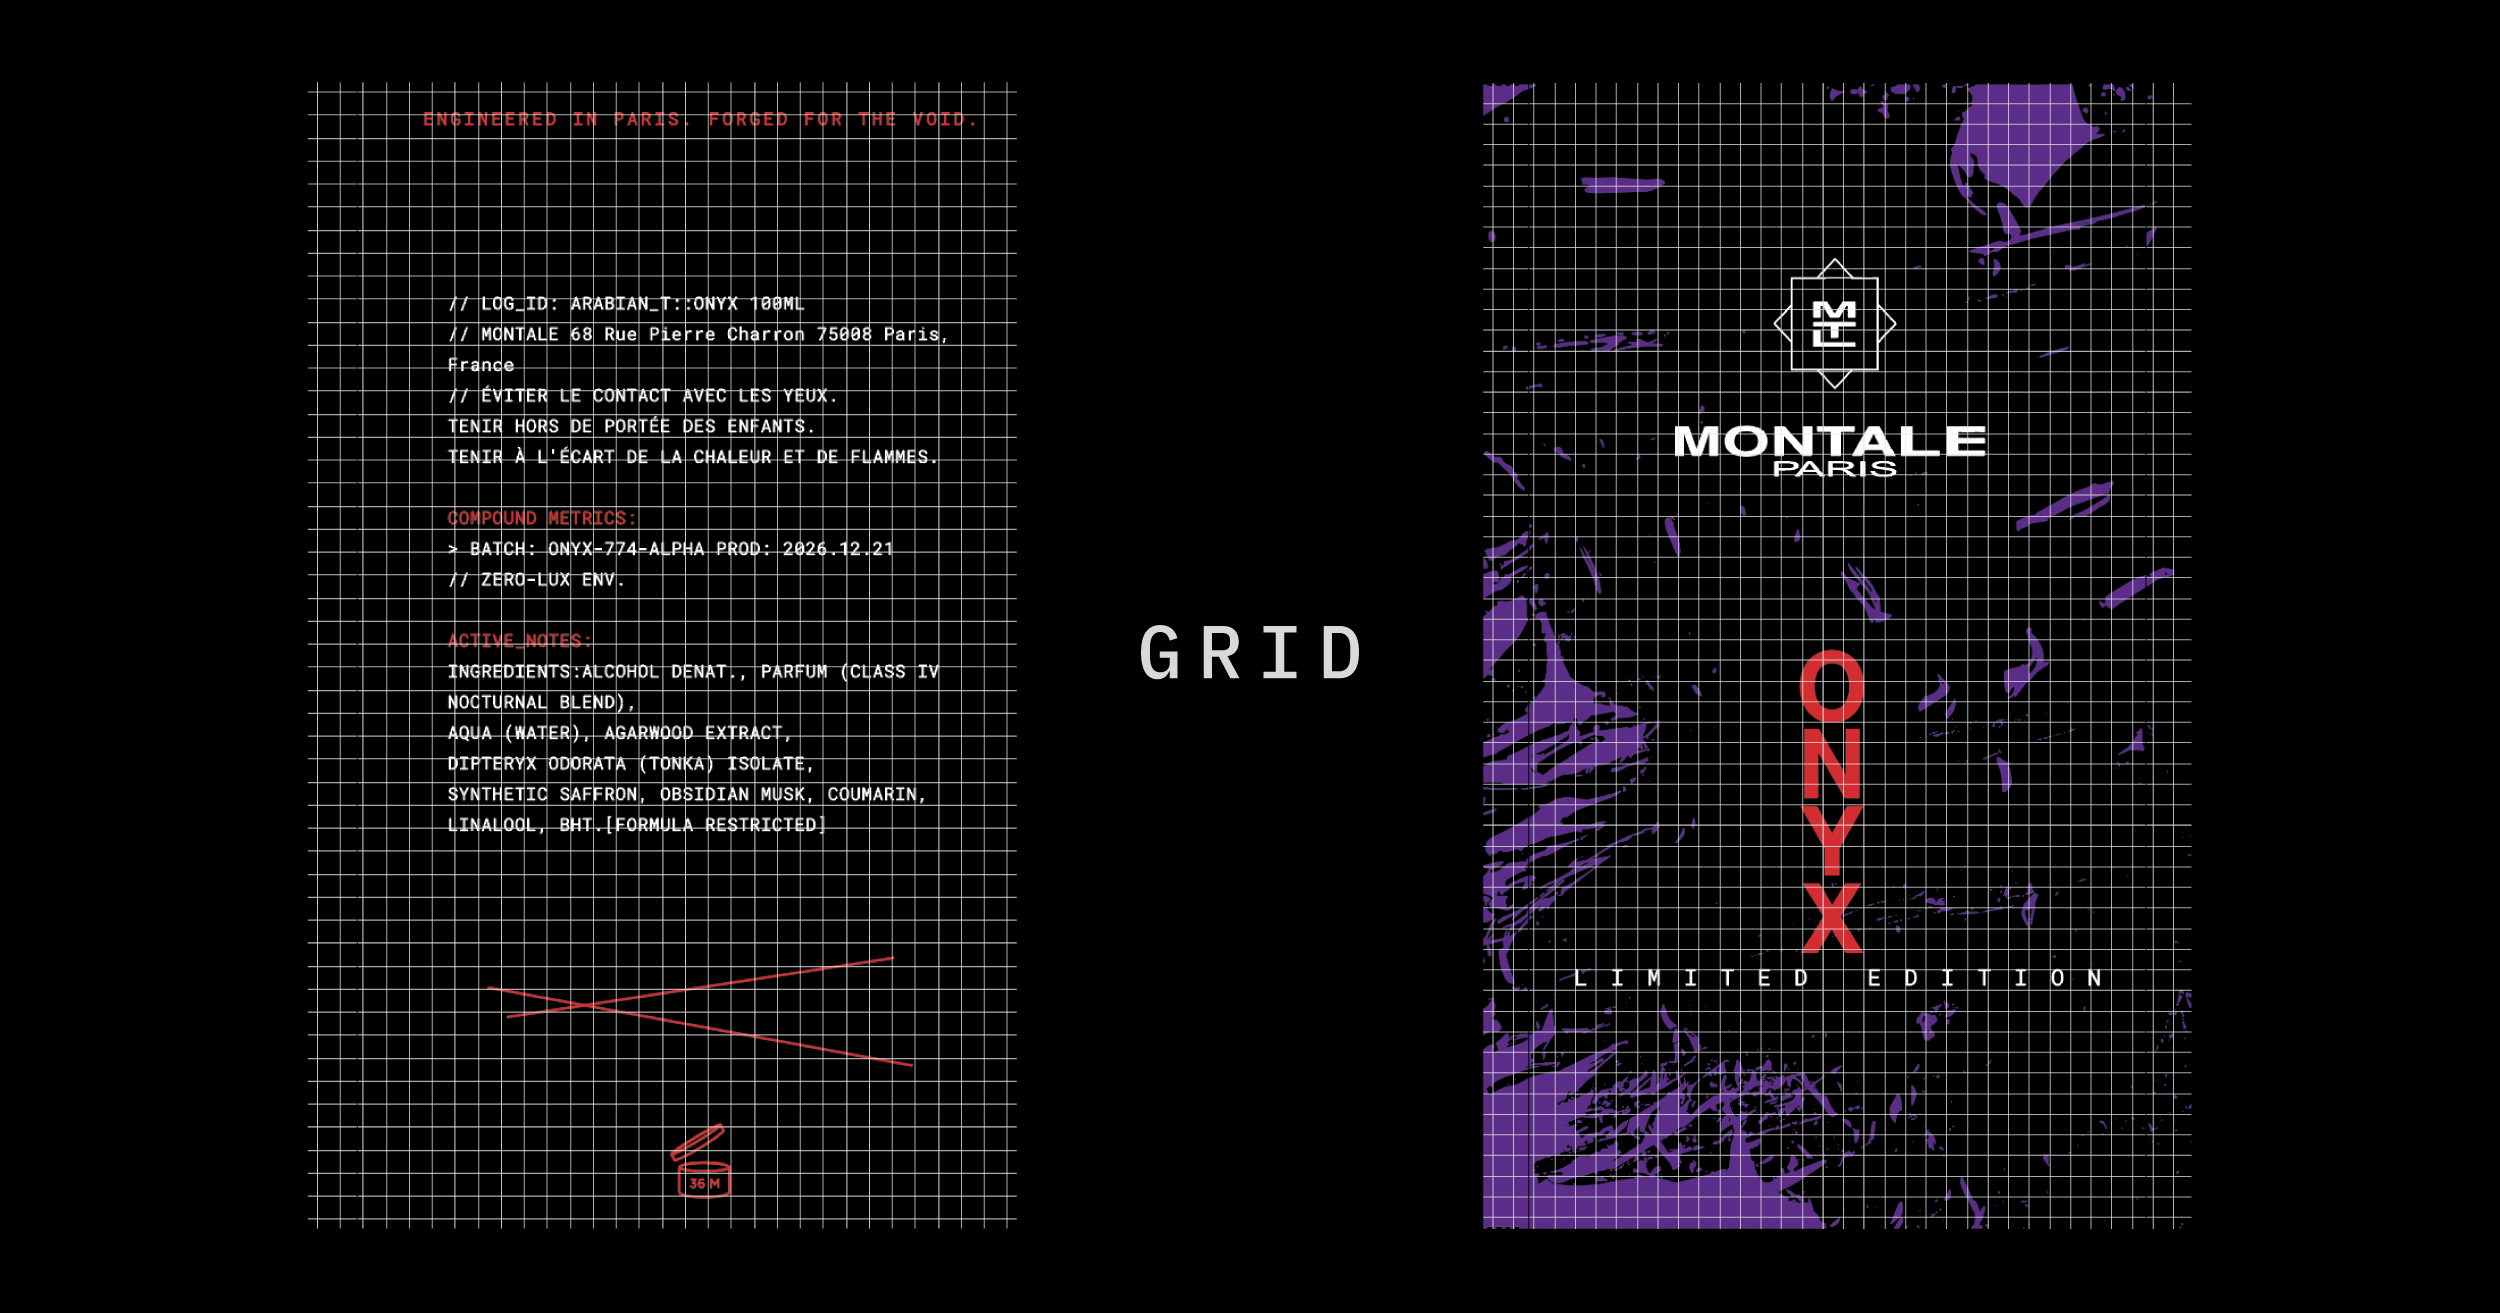 ENGINEERED IN PARIS. FORGED FOR THE VOID.
// LOG_ID: ARABIAN_T::ONYX 100ML
// MONTALE 68 Rue Pierre Charron 75008 Paris,
France
// ÉVITER LE CONTACT AVEC LES YEUX.
TENIR HORS DE PORTÉE DES ENFANTS.
TENIR À L'ÉCART DE LA CHALEUR ET DE FLAMMES.
COMPOUND METRICS:
> BATCH: ONYX-774-ALPHA PROD: 2026.12.21
// ZERO-LUX ENV.
ACTIVE_NOTES:
INGREDIENTS:ALCOHOL DENAT., PARFUM (CLASS IV
NOCTURNAL BLEND),
AQUA (WATER), AGARWOOD EXTRACT,
DIPTERYX ODORATA (TONKA) ISOLATE,
SYNTHETIC SAFFRON, OBSIDIAN MUSK, COUMARIN,
LINALOOL, BHT.[FORMULA RESTRICTED]
36 M
GRID
MTL
MONTALE
PARIS
ONYX
LIMITED EDITION